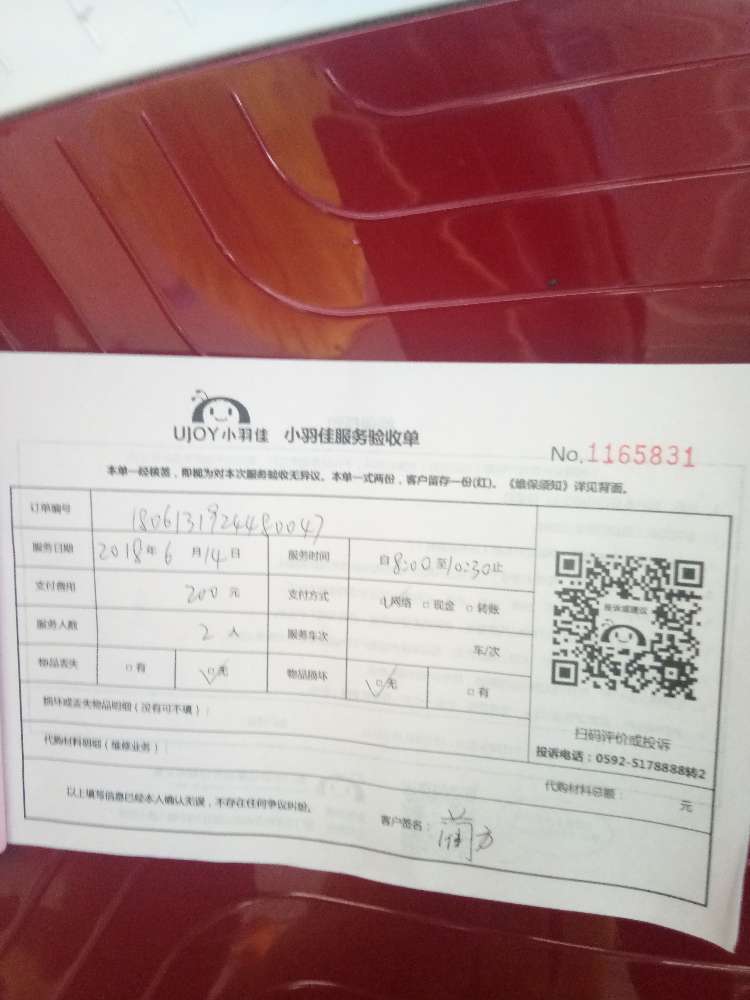 UJOY小羽佳 小羽佳服务验收单
No.1165831
本单一经核签，即视为对本次服务验收无异议。本单一式两份，客户留存一份(红)。《维保须知》详见背面。
订单编号 180613192448004７
服务日期 2018年6月14日 服务时间 自8:00至10:30止
支付费用 200元 支付方式 网络 □现金 □转账
服务人数 2人 服务车次 车/次
物品丢失 □有 □无 物品损坏 □无 □有
投诉或建议
扫码评价或投诉
投诉电话：0592-5178888转2
损坏或丢失物品明细（没有可不填）：
代购材料明细（维修业务）： 代购材料总额： 元
以上填写信息已经本人确认无误，不存在任何争议纠纷。 客户签名：